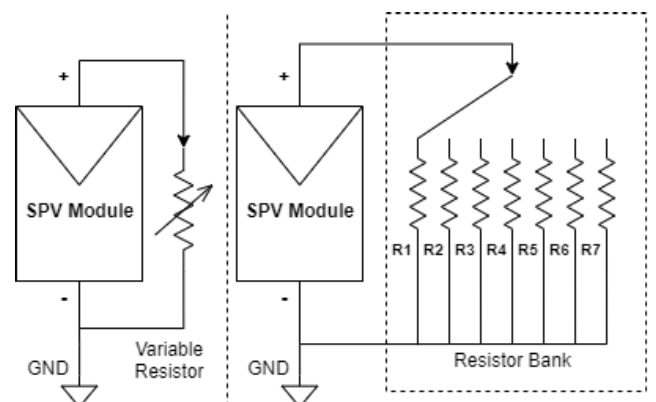 +
SPV Module
-
GND
Variable
Resistor
+
SPV Module
-
GND
R1 R2 R3 R4 R5 R6 R7
Resistor Bank